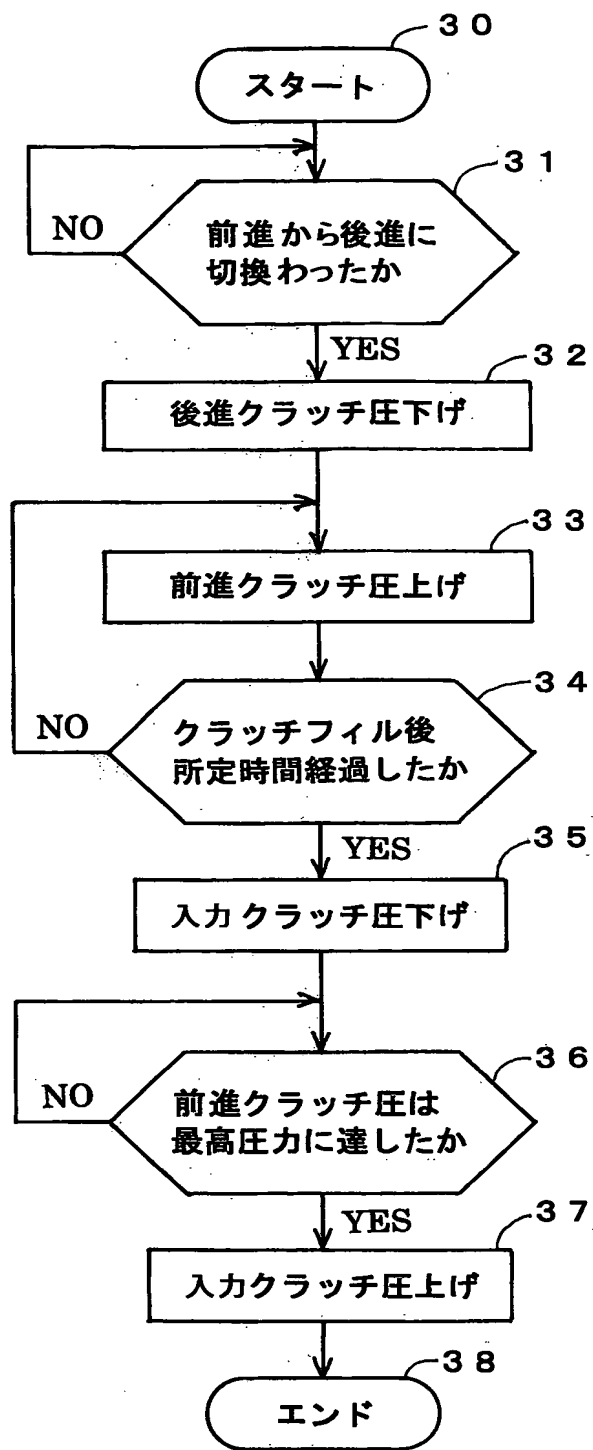 30
スタート
31
前進から後進に
切換わったか
NO
YES
32
後進クラッチ圧下げ
33
前進クラッチ圧上げ
34
クラッチフィル後
所定時間経過したか
NO
YES
35
入力クラッチ圧下げ
36
前進クラッチ圧は
最高圧力に達したか
NO
YES
37
入力クラッチ圧上げ
38
エンド